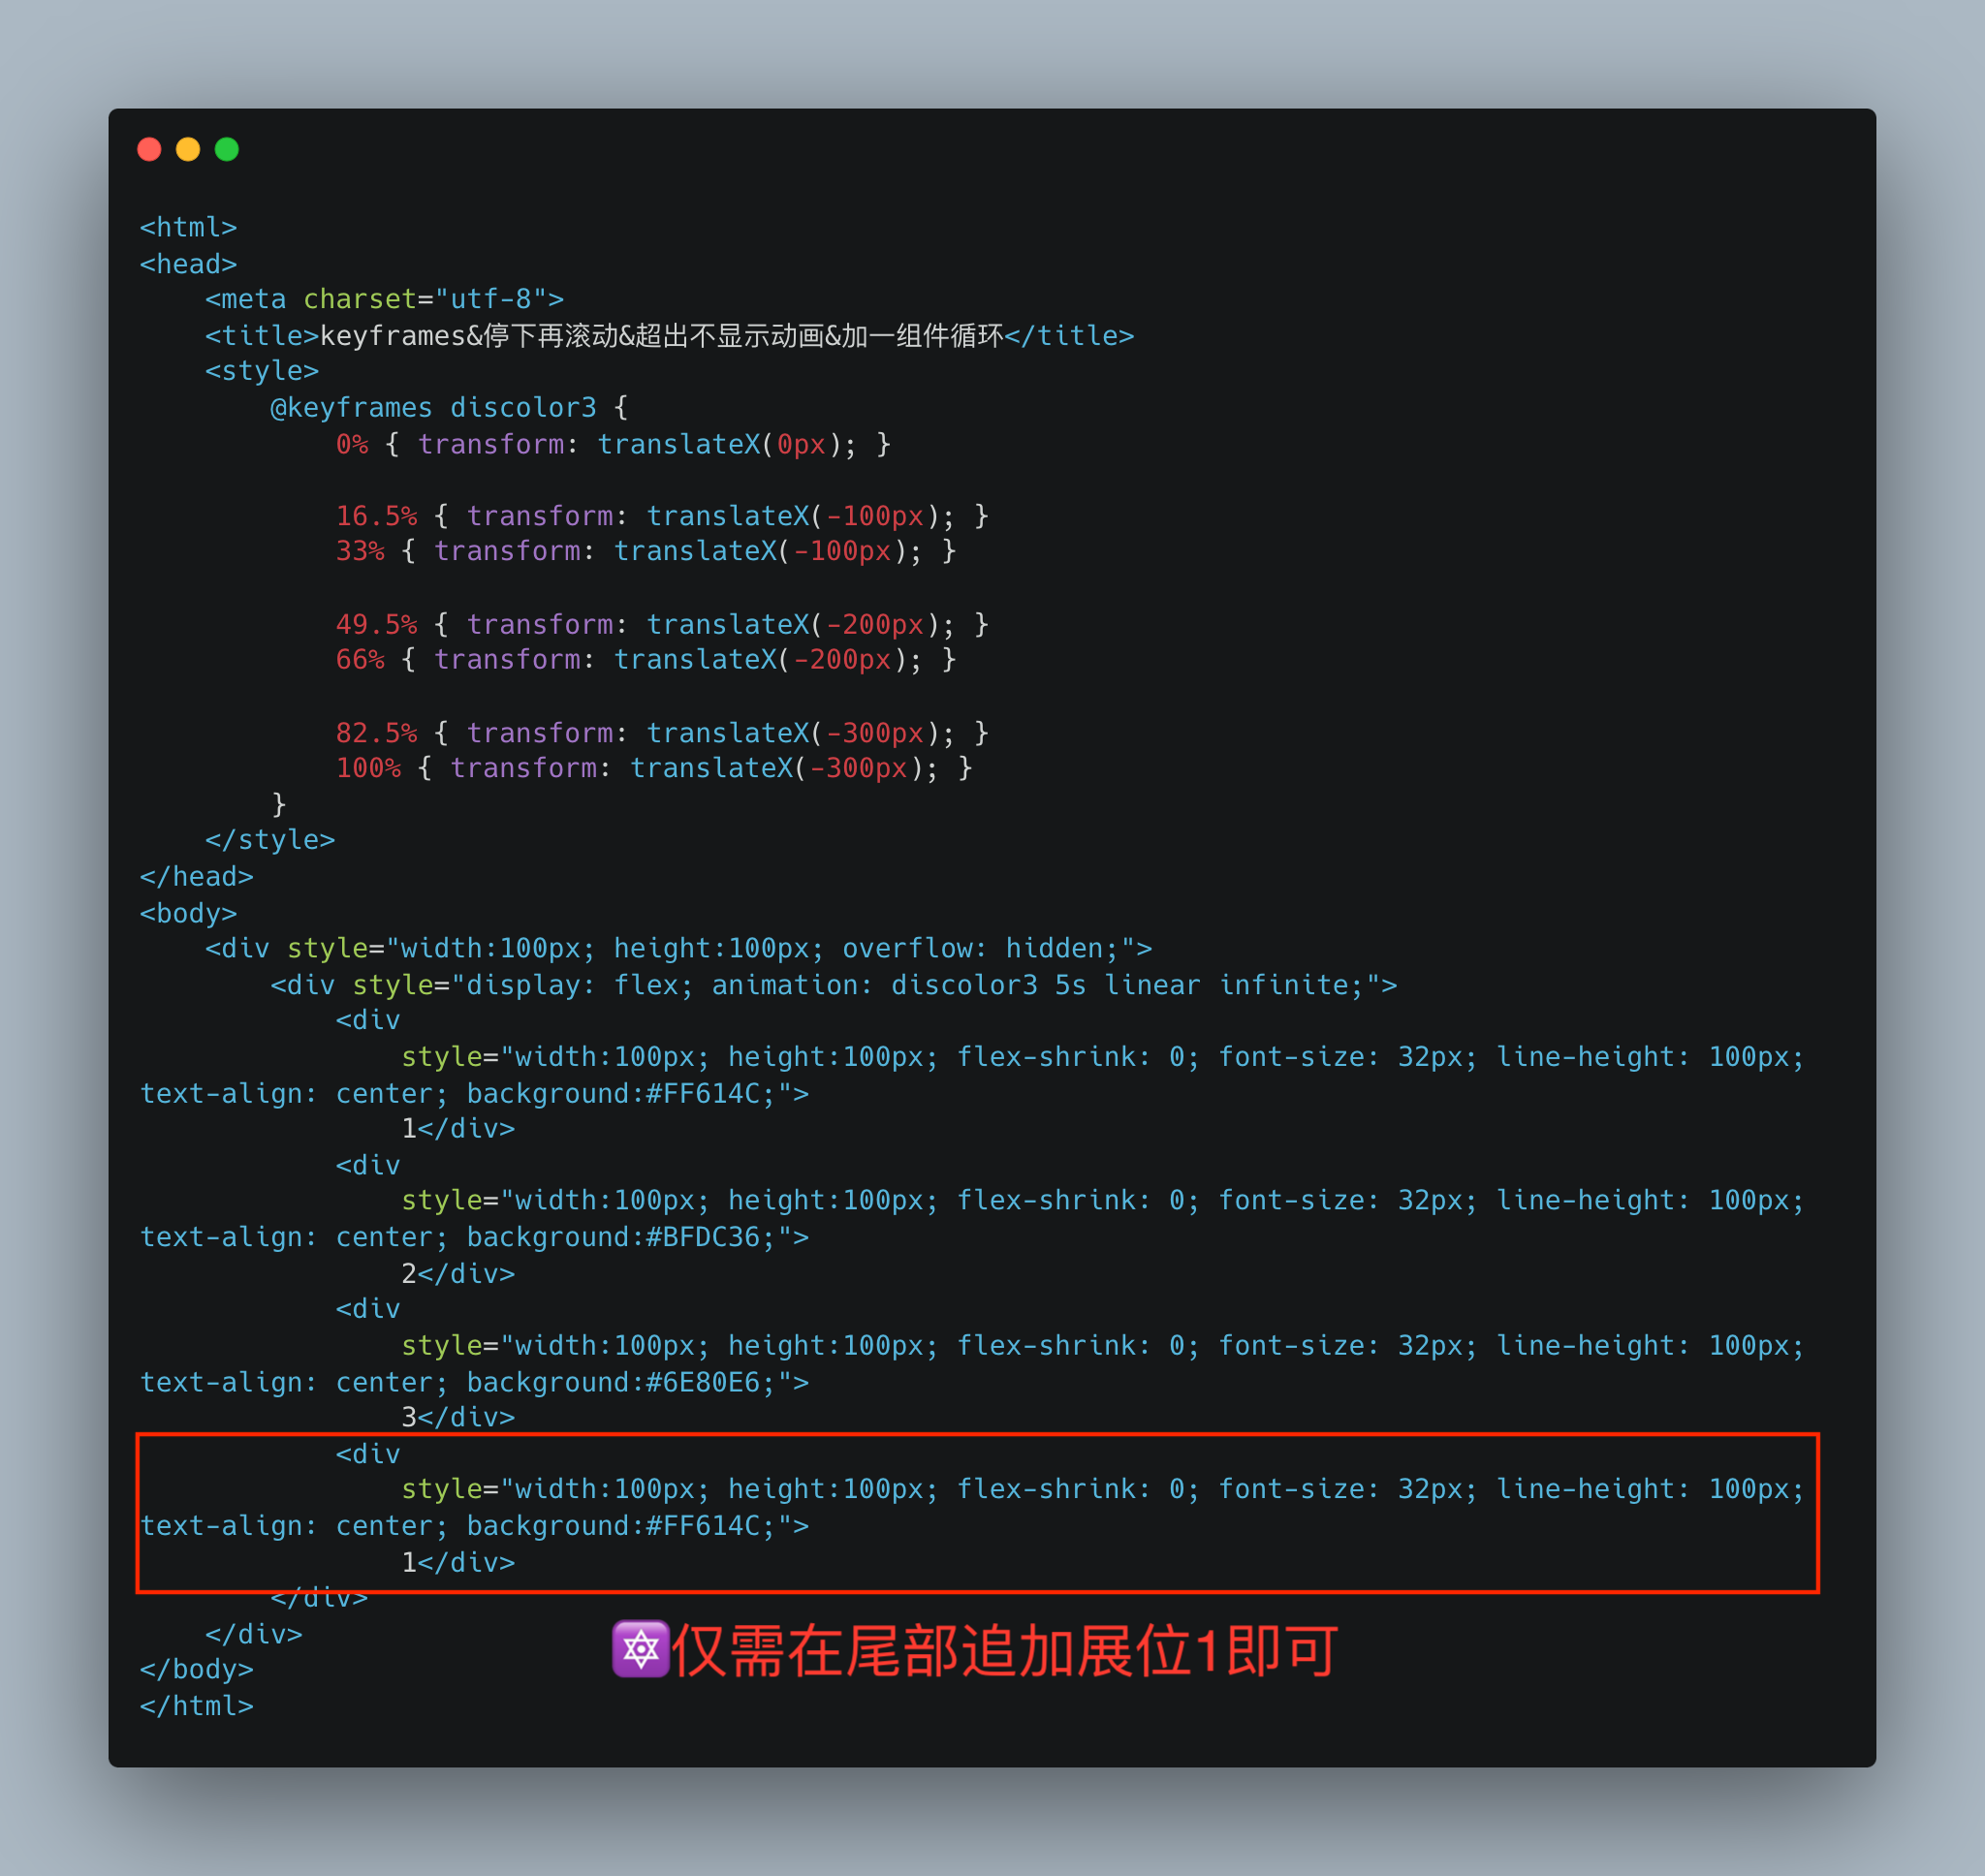 <html>
<head>
    <meta charset="utf-8">
    <title>keyframes&停下再滚动&超出不显示动画&加一组件循环</title>
    <style>
        @keyframes discolor3 {
            0% { transform: translateX(0px); }

            16.5% { transform: translateX(-100px); }
            33% { transform: translateX(-100px); }

            49.5% { transform: translateX(-200px); }
            66% { transform: translateX(-200px); }

            82.5% { transform: translateX(-300px); }
            100% { transform: translateX(-300px); }
        }
    </style>
</head>
<body>
    <div style="width:100px; height:100px; overflow: hidden;">
        <div style="display: flex; animation: discolor3 5s linear infinite;">
            <div
                style="width:100px; height:100px; flex-shrink: 0; font-size: 32px; line-height: 100px;
text-align: center; background:#FF614C;">
                1</div>
            <div
                style="width:100px; height:100px; flex-shrink: 0; font-size: 32px; line-height: 100px;
text-align: center; background:#BFDC36;">
                2</div>
            <div
                style="width:100px; height:100px; flex-shrink: 0; font-size: 32px; line-height: 100px;
text-align: center; background:#6E80E6;">
                3</div>
            <div
                style="width:100px; height:100px; flex-shrink: 0; font-size: 32px; line-height: 100px;
text-align: center; background:#FF614C;">
                1</div>
        </div>
    </div>
🔯仅需在尾部追加展位1即可
</body>
</html>